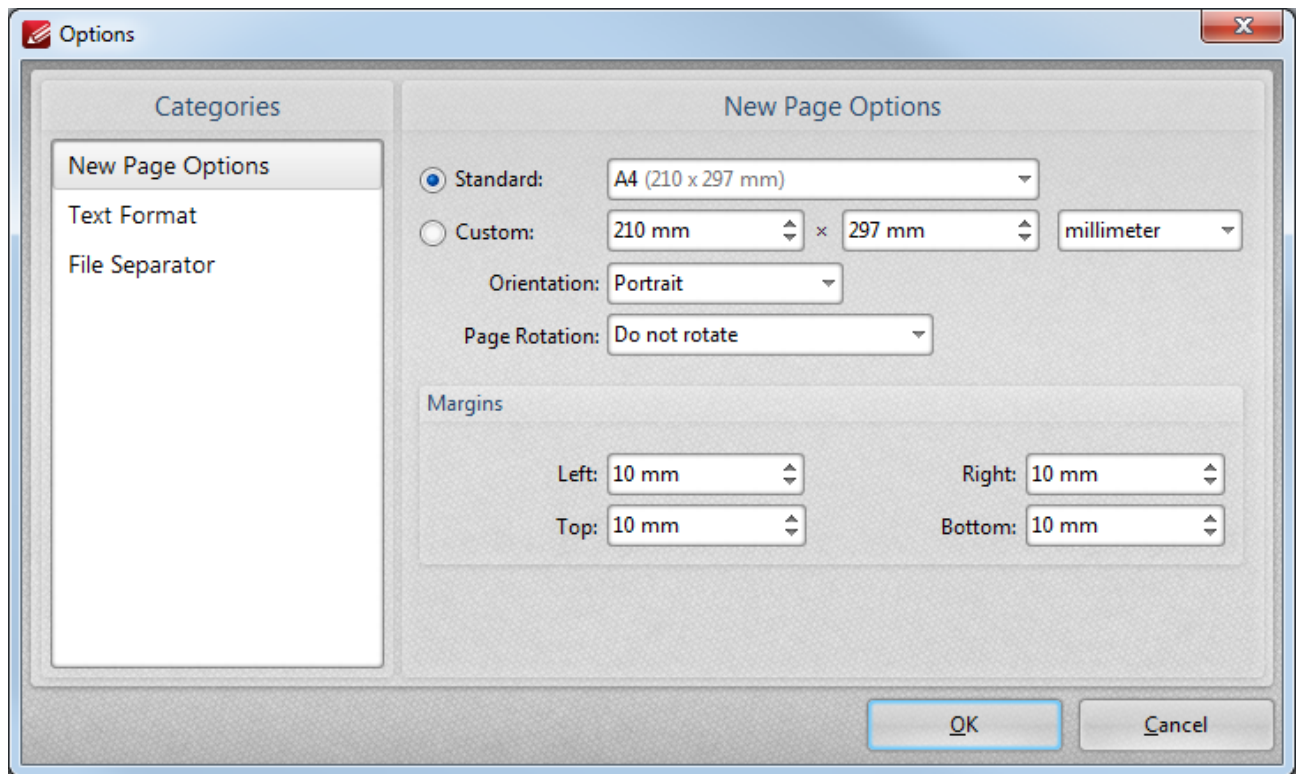 Options
Categories
New Page Options
Text Format
File Separator
New Page Options
Standard: A4 (210 x 297 mm)
Custom: 210 mm × 297 mm millimeter
Orientation: Portrait
Page Rotation: Do not rotate
Margins
Left: 10 mm Right: 10 mm
Top: 10 mm Bottom: 10 mm
OK Cancel